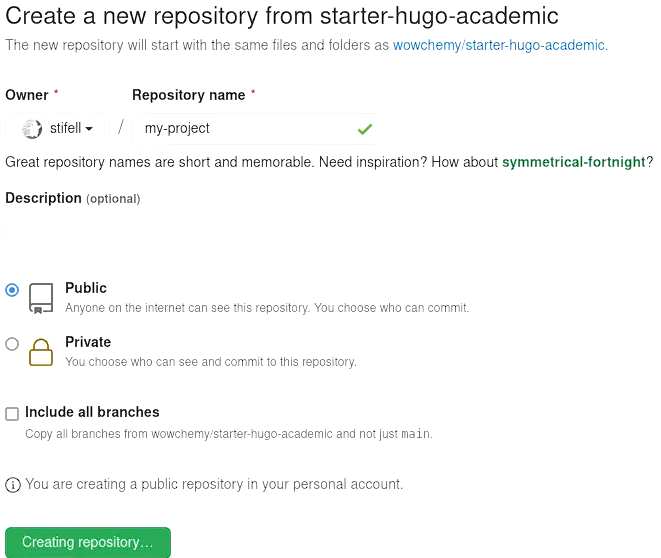 Create a new repository from starter-hugo-academic
The new repository will start with the same files and folders as wowchemy/starter-hugo-academic.
Owner * Repository name *
stifell / my-project
Great repository names are short and memorable. Need inspiration? How about symmetrical-fortnight?
Description (optional)
Public
Anyone on the internet can see this repository. You choose who can commit.
Private
You choose who can see and commit to this repository.
Include all branches
Copy all branches from wowchemy/starter-hugo-academic and not just main.
You are creating a public repository in your personal account.
Creating repository...